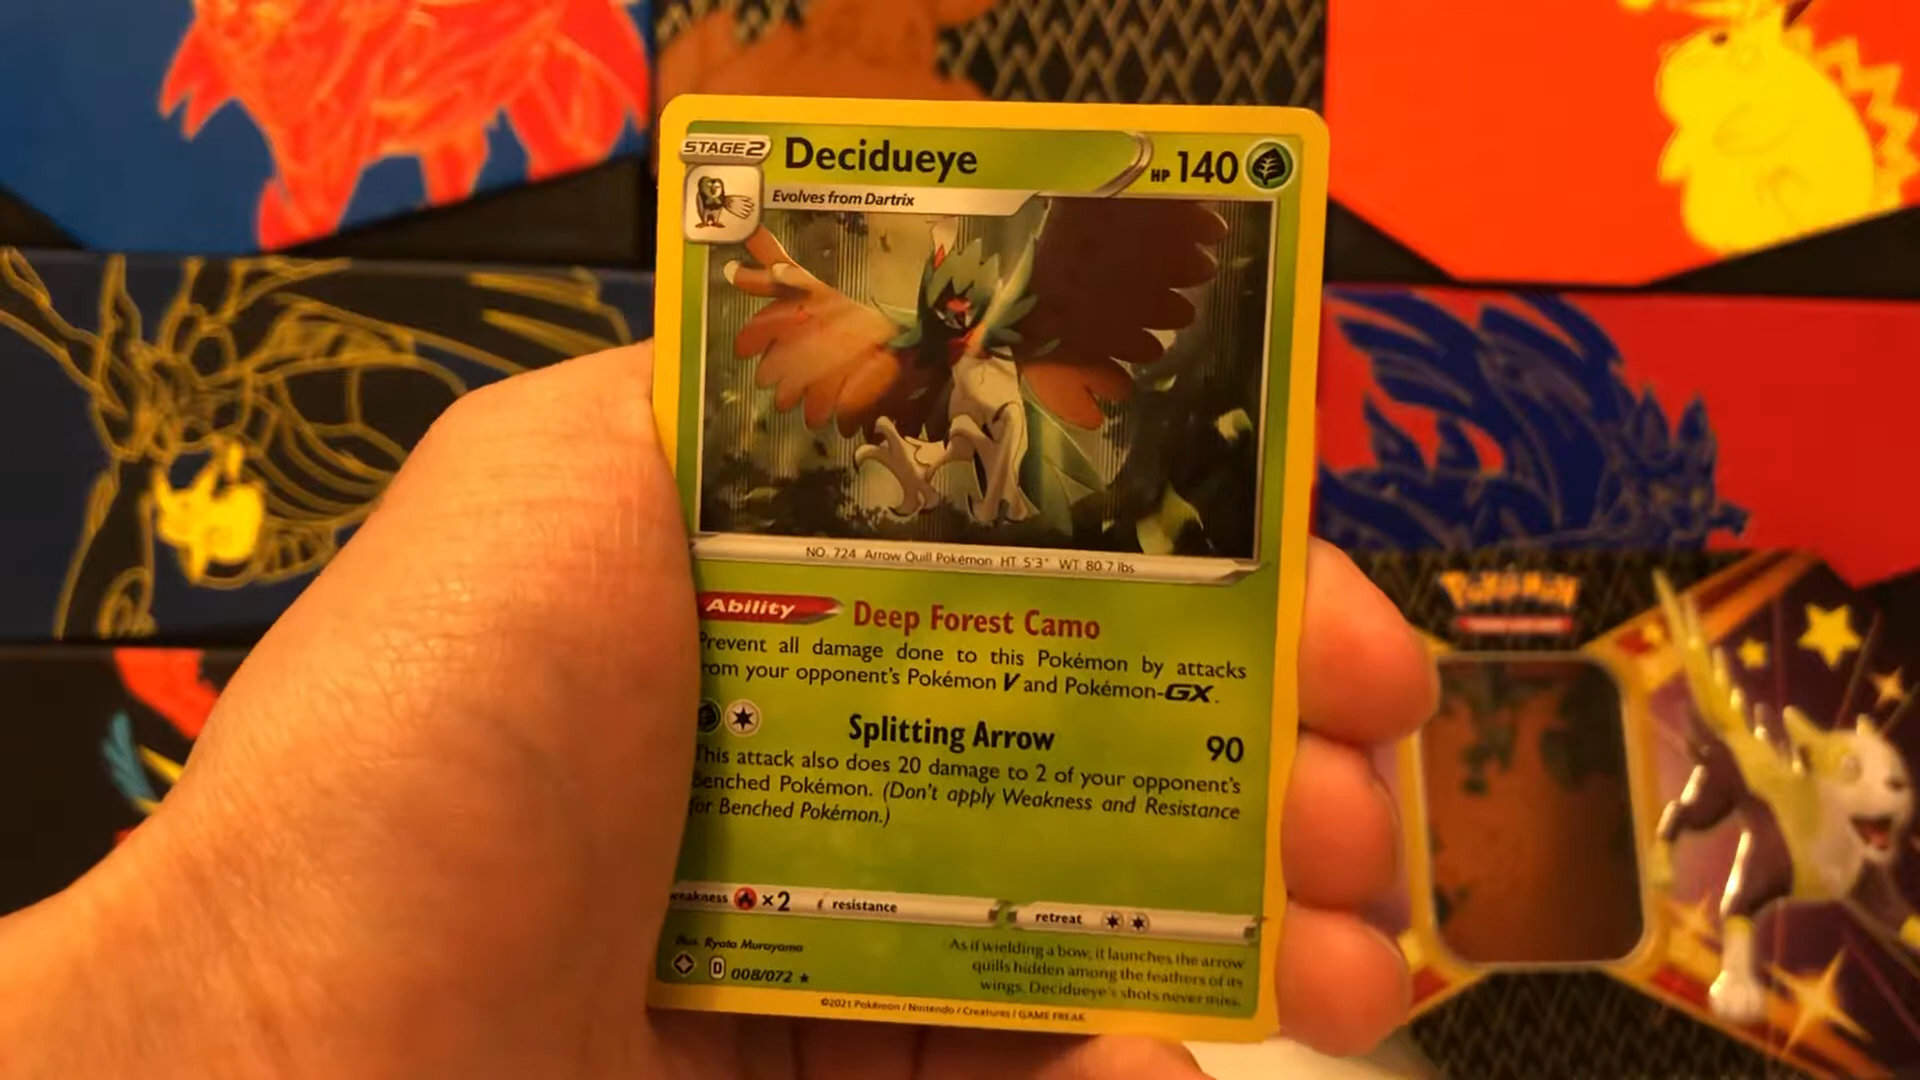 STAGE2
Decidueye
HP 140
Evolves from Dartrix
NO. 724 Arrow Quill Pokémon HT 5'3" WT 80.7 lbs
Ability Deep Forest Camo
Prevent all damage done to this Pokémon by attacks
from your opponent's Pokémon V and Pokémon-GX.
Splitting Arrow 90
This attack also does 20 damage to 2 of your opponent's
Benched Pokémon. (Don't apply Weakness and Resistance
for Benched Pokémon.)
weakness ×2 resistance retreat
illus. Ryota Murayama
D 008/072 ★
As if wielding a bow, it launches the arrow
quills hidden among the feathers of its
wings. Decidueye's shots never miss.
©2021 Pokémon / Nintendo / Creatures / GAME FREAK
POKÉMON